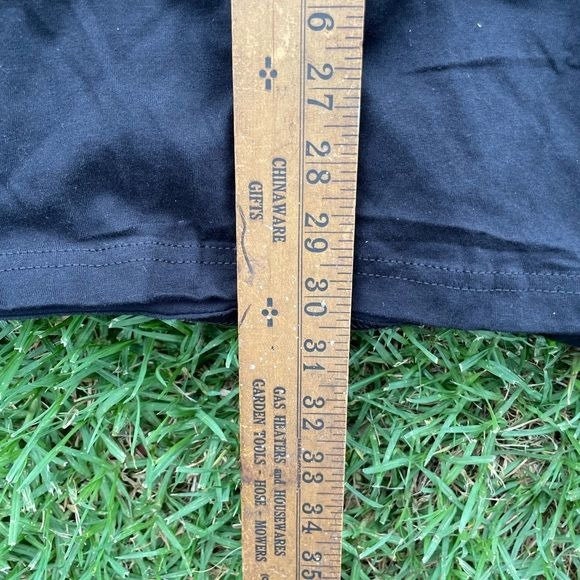 6
27
28
29
30
31
32
33
34
35
CHINAWARE
GIFTS
GAS HEATERS and HOUSEWARES
GARDEN TOOLS - HOSE - MOWERS